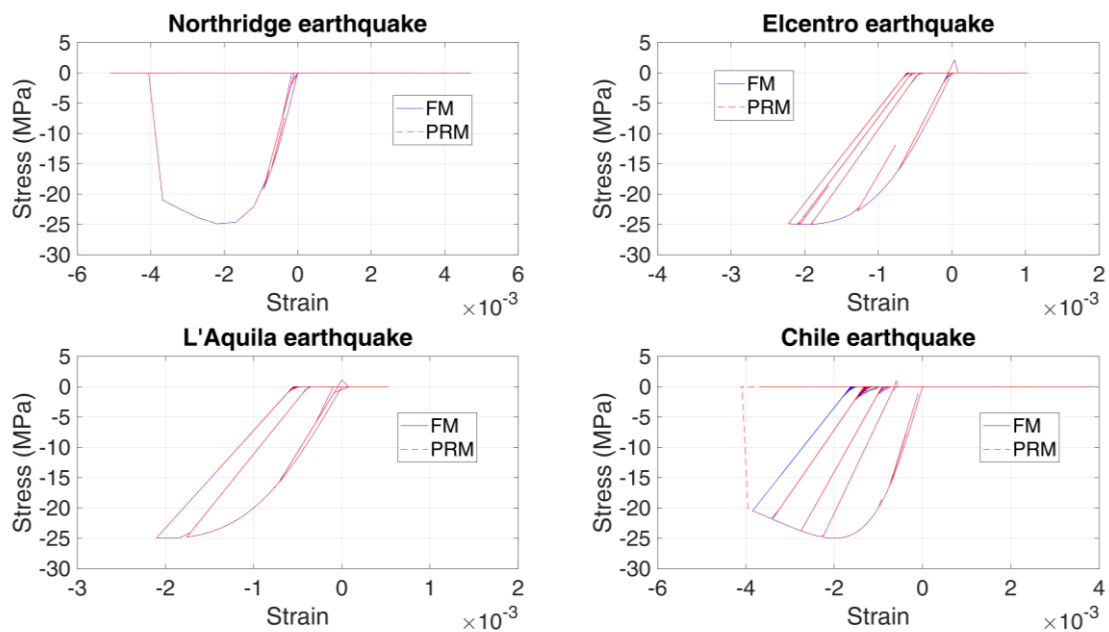 Northridge earthquake
5
0
-5
-10
-15
-20
-25
-30
Stress (MPa)
FM
PRM
-6 -4 -2 0 2 4 6
Strain
×10-3
Elcentro earthquake
5
0
-5
-10
-15
-20
-25
-30
Stress (MPa)
FM
PRM
-4 -3 -2 -1 0 1 2
Strain
×10-3
L'Aquila earthquake
5
0
-5
-10
-15
-20
-25
-30
Stress (MPa)
FM
PRM
-4 -3 -2 -1 0 1 2
Strain
×10-3
Chile earthquake
5
0
-5
-10
-15
-20
-25
-30
Stress (MPa)
FM
PRM
-6 -4 -2 0 2 4
Strain
×10-3